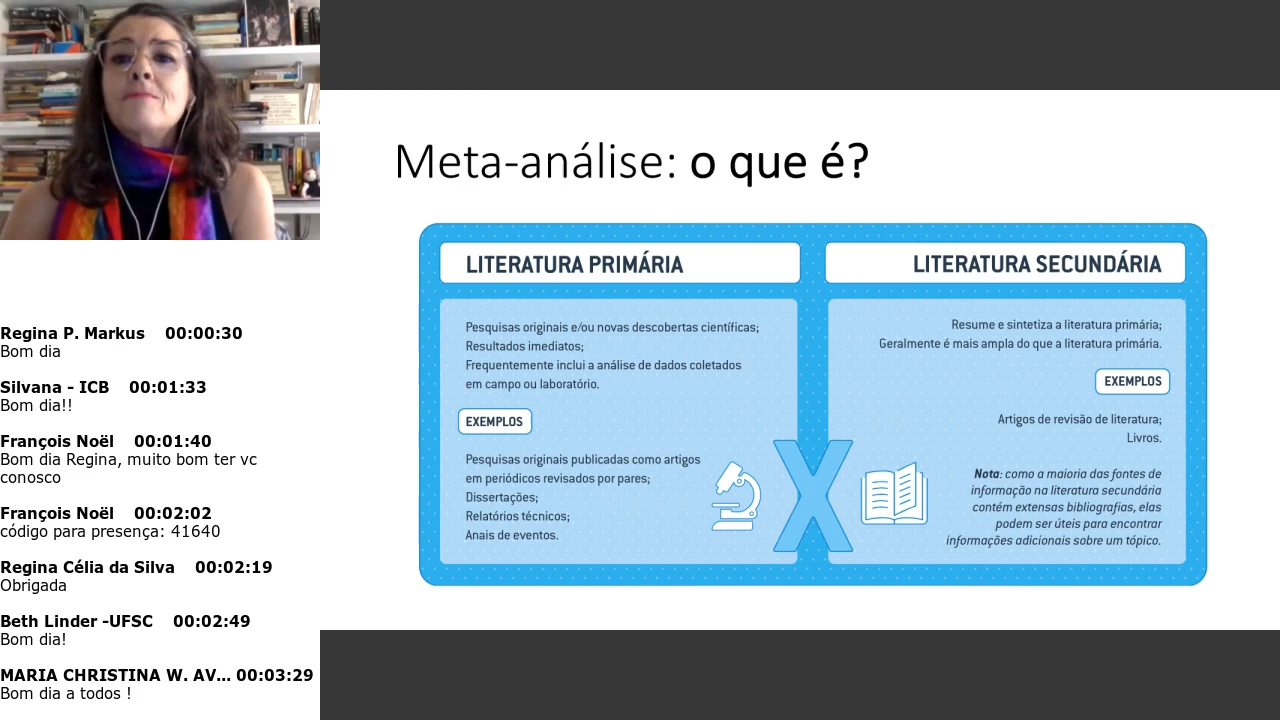 Meta-análise: o que é?
LITERATURA PRIMÁRIA
Pesquisas originais e/ou novas descobertas científicas;
Resultados imediatos;
Frequentemente inclui a análise de dados coletados
em campo ou laboratório.
EXEMPLOS
Pesquisas originais publicadas como artigos
em periódicos revisados por pares;
Dissertações;
Relatórios técnicos;
Anais de eventos.
X
LITERATURA SECUNDÁRIA
Resume e sintetiza a literatura primária;
Geralmente é mais ampla do que a literatura primária.
EXEMPLOS
Artigos de revisão de literatura;
Livros.
Nota: como a maioria das fontes de
informação na literatura secundária
contém extensas bibliografias, elas
podem ser úteis para encontrar
informações adicionais sobre um tópico.
Regina P. Markus 00:00:30
Bom dia
Silvana - ICB 00:01:33
Bom dia!!
François Noël 00:01:40
Bom dia Regina, muito bom ter vc
conosco
François Noël 00:02:02
código para presença: 41640
Regina Célia da Silva 00:02:19
Obrigada
Beth Linder -UFSC 00:02:49
Bom dia!
MARIA CHRISTINA W. AV... 00:03:29
Bom dia a todos !